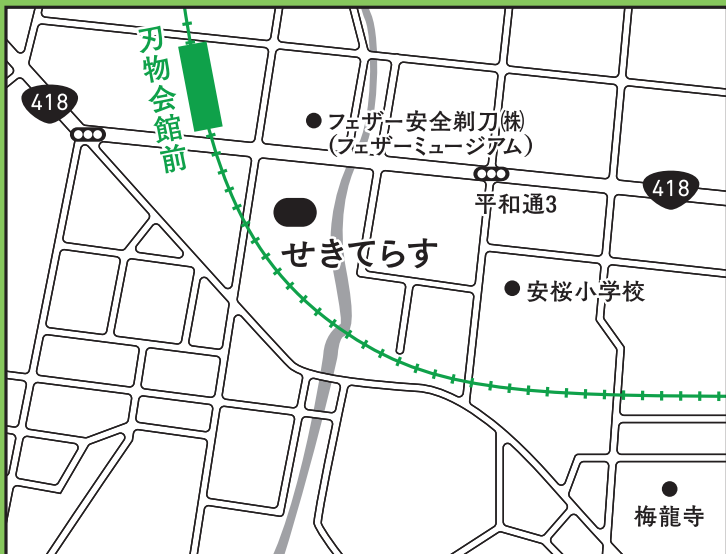 刃物会館前
418
フェザー安全剃刀㈱
(フェザーミュージアム)
418
平和通3
せきてらす
安桜小学校
梅龍寺